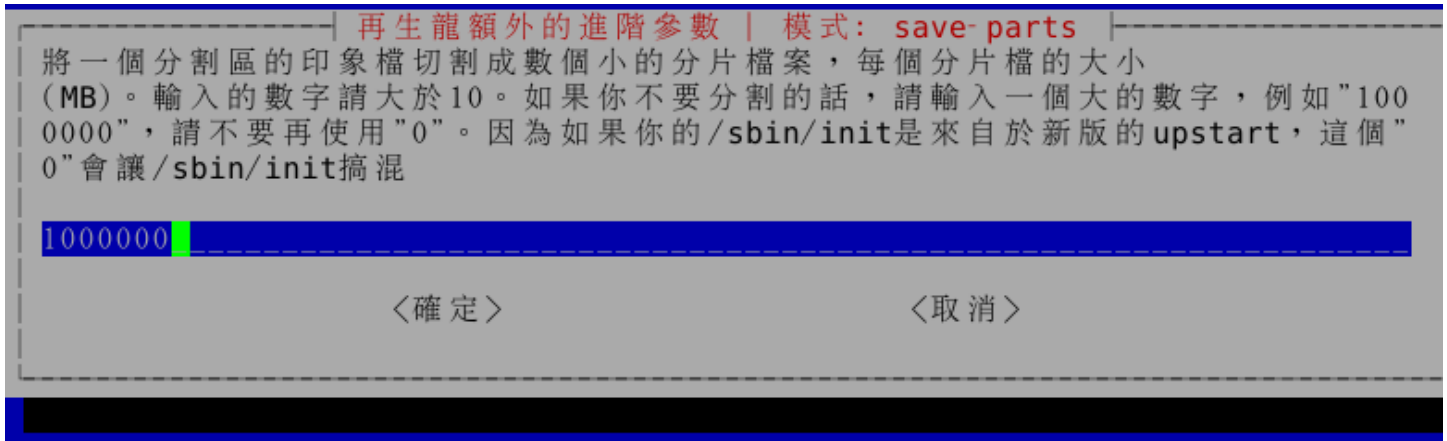 再生龍額外的進階參數 | 模式: save-parts
將一個分割區的印象檔切割成數個小的分片檔案，每個分片檔的大小
(MB)。輸入的數字請大於10。如果你不要分割的話，請輸入一個大的數字，例如"100
0000"，請不要再使用"0"。因為如果你的/sbin/init是來自於新版的upstart，這個"
0"會讓/sbin/init搞混
1000000
<確定> <取消>